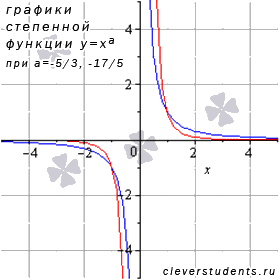 графики
степенной
функции y=xᵃ
при a=-5/3, -17/5
4
2
-4 -2 0 2 4
x
-2
-4
cleverstudents.ru